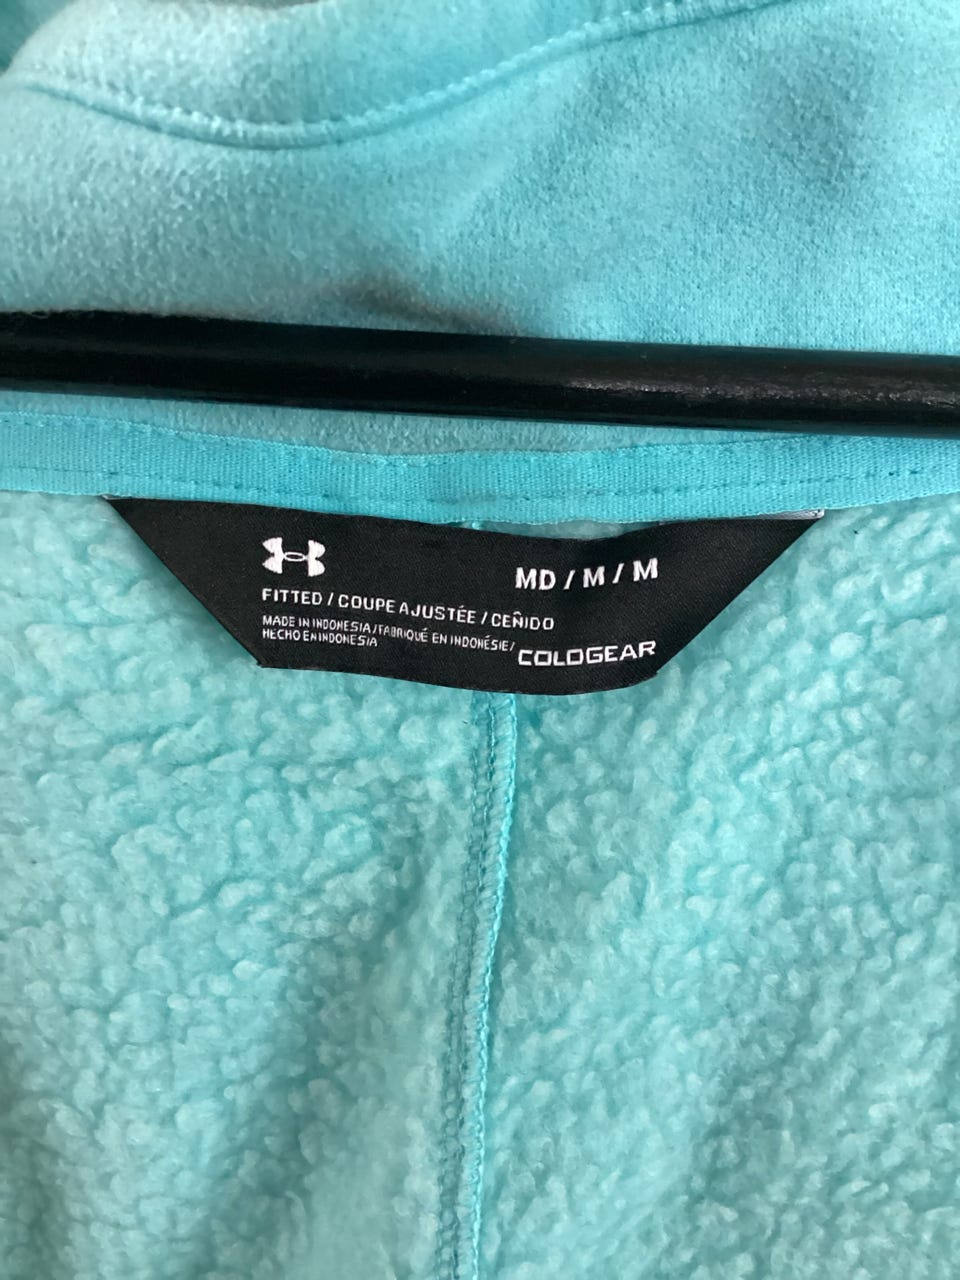 MD / M / M
FITTED / COUPE AJUSTÉE / CEÑIDO
MADE IN INDONESIA/FABRIQUÉ EN INDONÉSIE/
HECHO EN INDONESIA
COLDGEAR